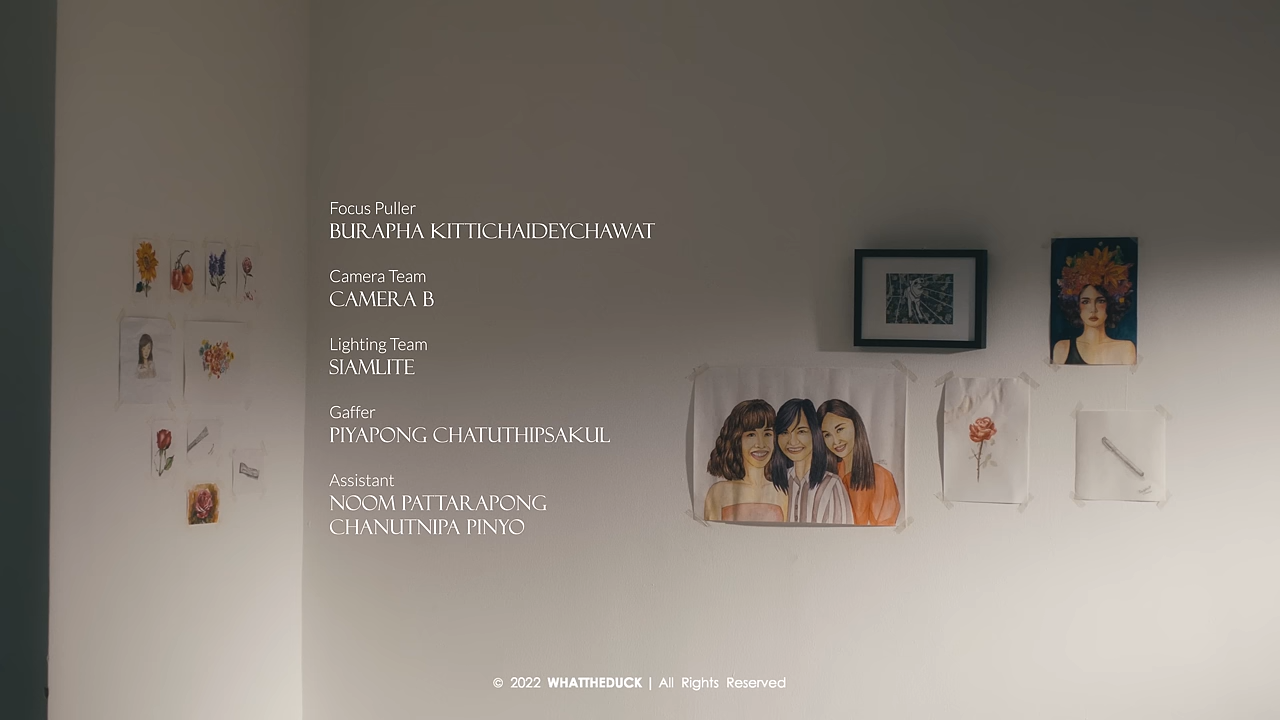 Focus Puller
BURAPHA KITTICHAIDEYCHAWAT
Camera Team
CAMERA B
Lighting Team
SIAMLITE
Gaffer
PIYAPONG CHATUTHIPSAKUL
Assistant
NOOM PATTARAPONG
CHANUTNIPA PINYO
© 2022 WHATTHEDUCK | All Rights Reserved